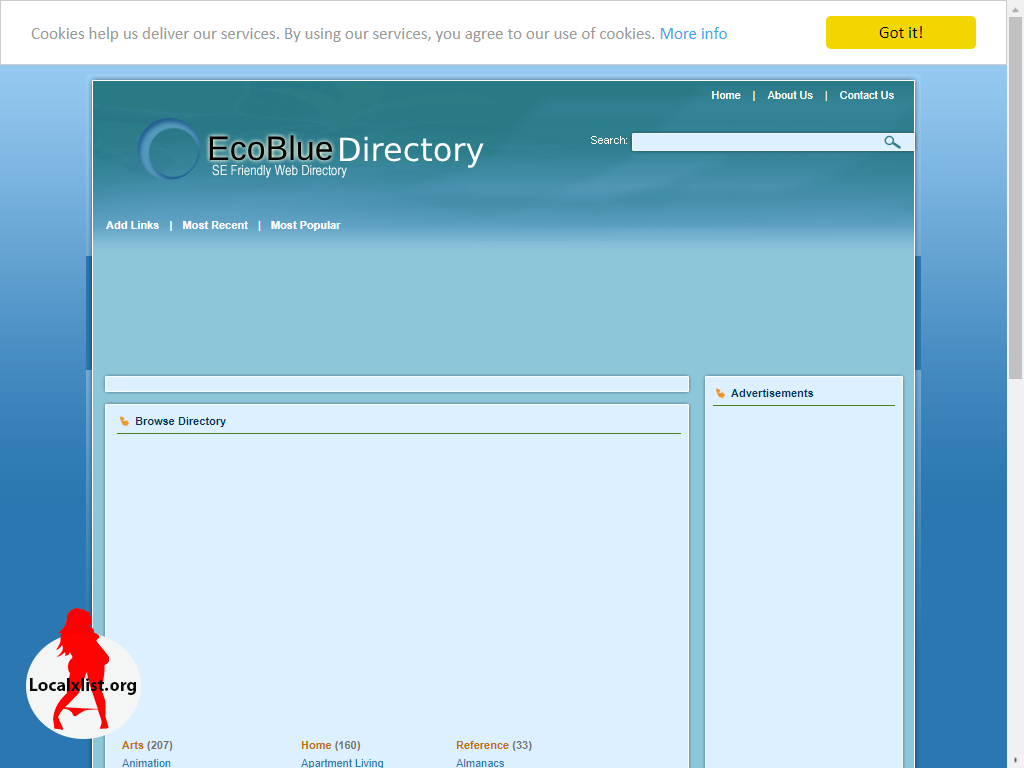 Cookies help us deliver our services. By using our services, you agree to our use of cookies. More info
Got it!
Home | About Us | Contact Us
Search:
EcoBlue Directory
SE Friendly Web Directory
Add Links | Most Recent | Most Popular
Advertisements
Browse Directory
Localxlist.org
Arts (207) Home (160) Reference (33)
Animation Apartment Living Almanacs